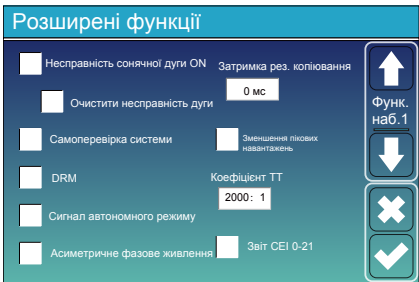 Розширені функції
Несправність сонячної дуги ON
Затримка рез. копіювання
0 мс
Очистити несправність дуги
Функ.
наб.1
Самоперевірка системи
Зменшення пікових
навантажень
DRM
Коефіцієнт ТТ
2000: 1
Сигнал автономного режиму
Асиметричне фазове живлення
Звіт CEI 0-21